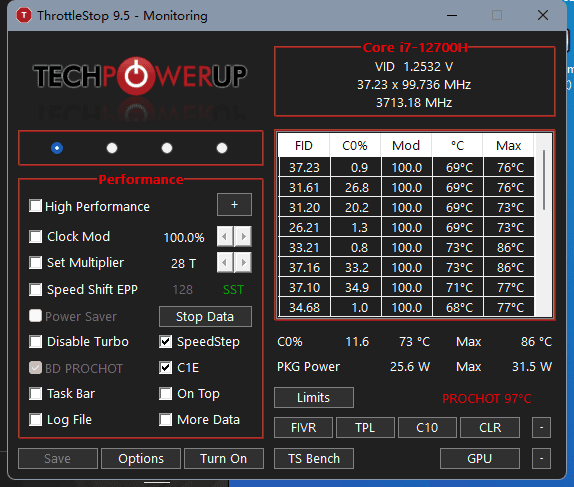 ThrottleStop 9.5 - Monitoring
TECHPOWERUP
Core i7-12700H
VID 1.2532 V
37.23 x 99.736 MHz
3713.18 MHz
Performance
High Performance +
Clock Mod 100.0%
Set Multiplier 28 T
Speed Shift EPP 128 SST
Power Saver Stop Data
Disable Turbo SpeedStep
BD PROCHOT C1E
Task Bar On Top
Log File More Data
Save Options Turn On
FID C0% Mod °C Max
37.23 0.9 100.0 69°C 76°C
31.61 26.8 100.0 69°C 76°C
31.20 20.2 100.0 69°C 73°C
26.21 1.3 100.0 69°C 73°C
33.21 0.8 100.0 73°C 86°C
37.16 33.2 100.0 73°C 86°C
37.10 34.9 100.0 71°C 77°C
34.68 1.0 100.0 68°C 77°C
C0% 11.6 73 °C Max 86 °C
PKG Power 25.6 W Max 31.5 W
Limits PROCHOT 97°C
FIVR TPL C10 CLR -
TS Bench GPU -